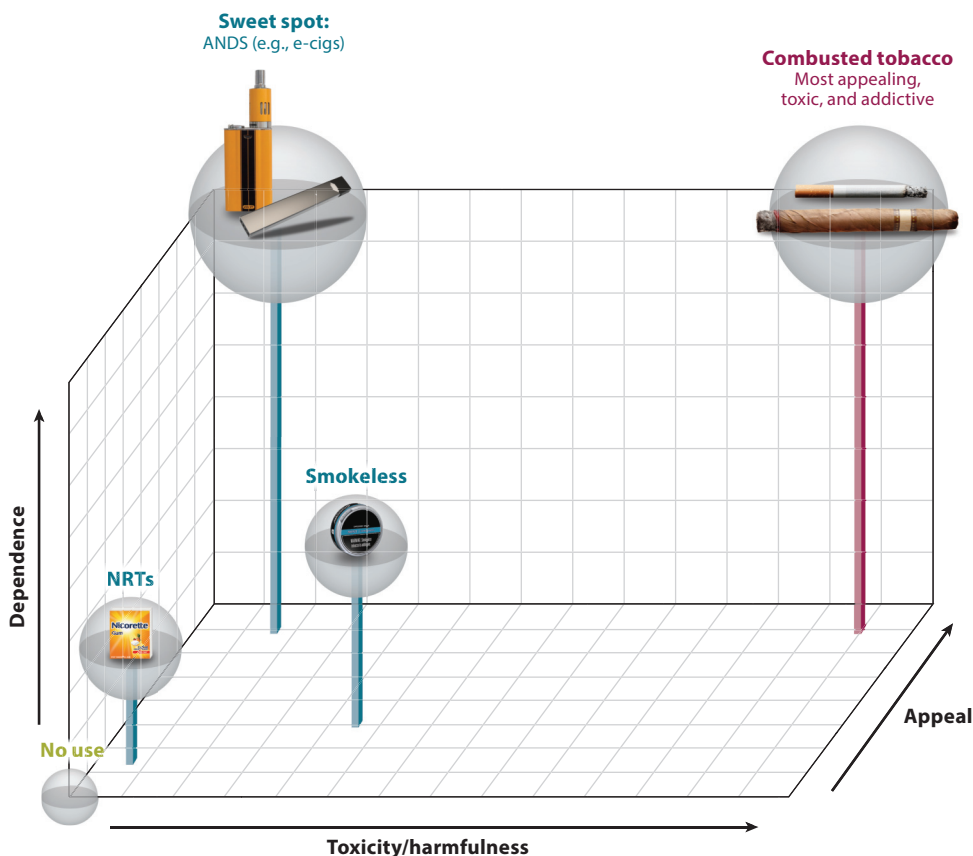 Sweet spot:
ANDS (e.g., e-cigs)
Combusted tobacco
Most appealing,
toxic, and addictive
Smokeless
NRTs
Nicorette
Gum
No use
Dependence
Appeal
Toxicity/harmfulness